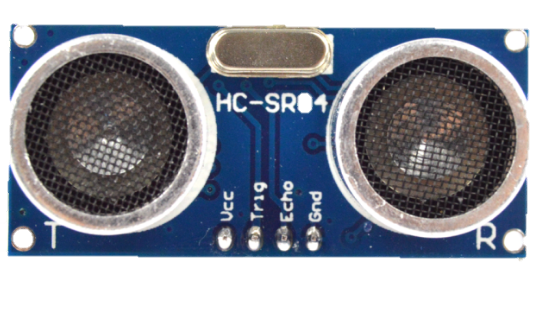 HC-SR04
Vcc
Trig
Echo
Gnd
T
R